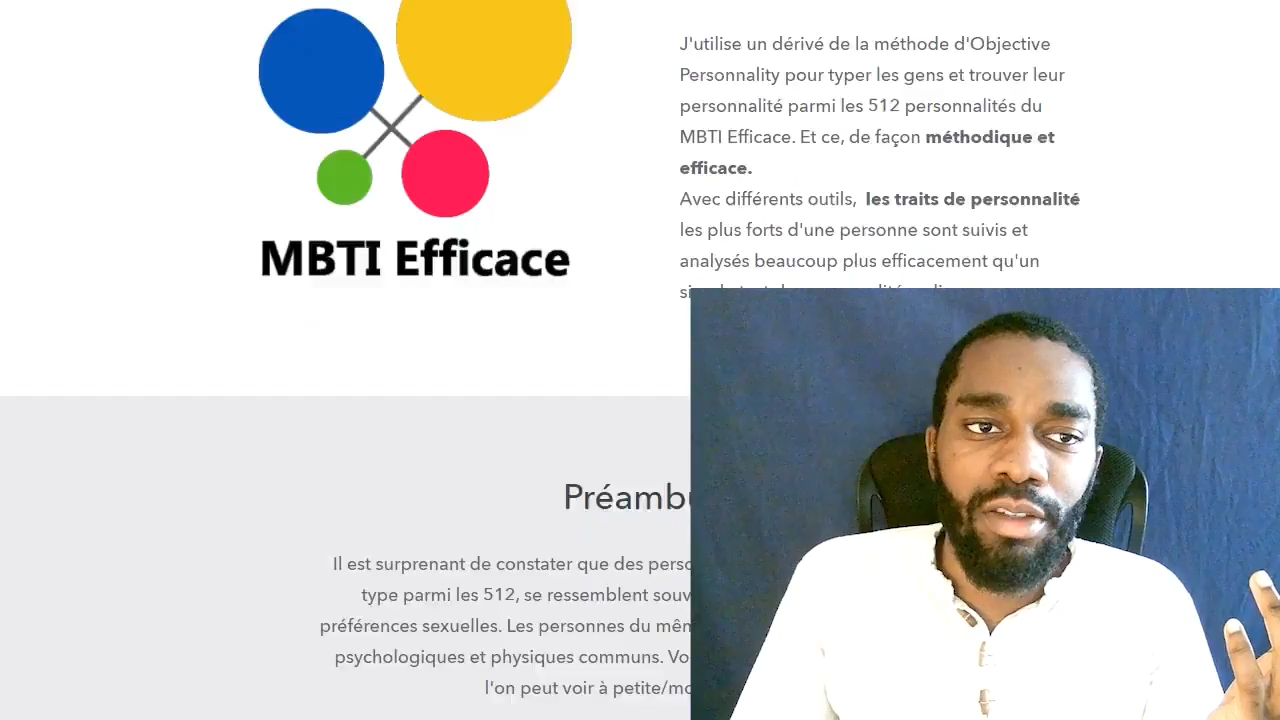 J'utilise un dérivé de la méthode d'Objective
Personnality pour typer les gens et trouver leur
personnalité parmi les 512 personnalités du
MBTI Efficace. Et ce, de façon méthodique et
efficace.
Avec différents outils, les traits de personnalité
les plus forts d'une personne sont suivis et
analysés beaucoup plus efficacement qu'un
MBTI Efficace
Préambu
Il est surprenant de constater que des perso
type parmi les 512, se ressemblent souv
préférences sexuelles. Les personnes du mêm
psychologiques et physiques communs. Vo
l'on peut voir à petite/mo